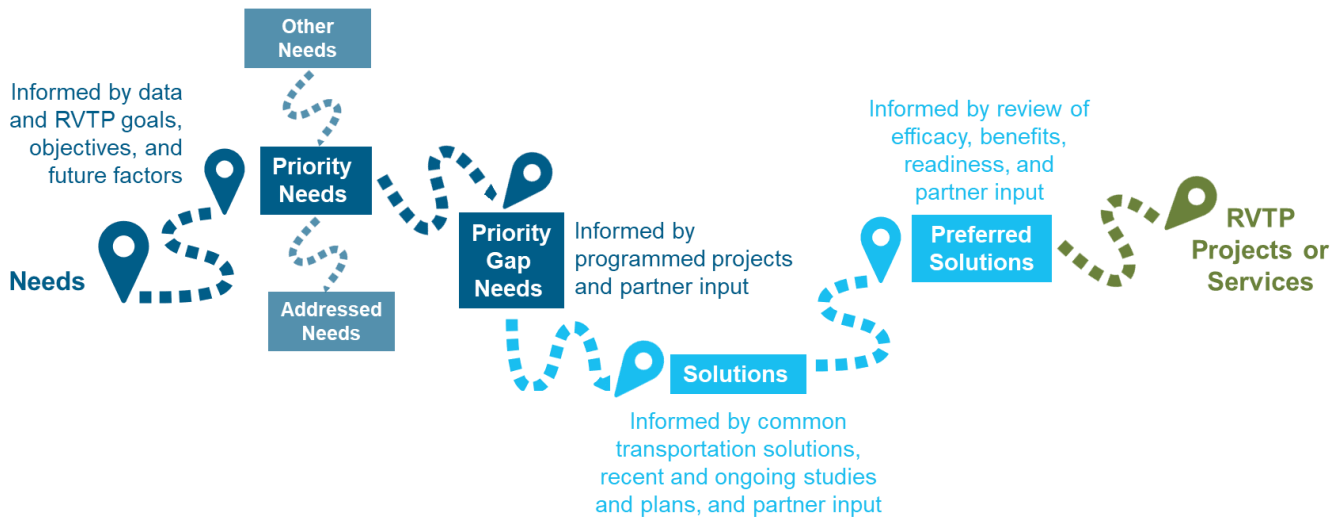 Other
Needs
Informed by data
and RVTP goals,
objectives, and
future factors
Priority
Needs
Needs
Addressed
Needs
Priority
Gap
Needs
Informed by
programmed projects
and partner input
Solutions
Informed by common
transportation solutions,
recent and ongoing studies
and plans, and partner input
Informed by review of
efficacy, benefits,
readiness, and
partner input
Preferred
Solutions
RVTP
Projects or
Services